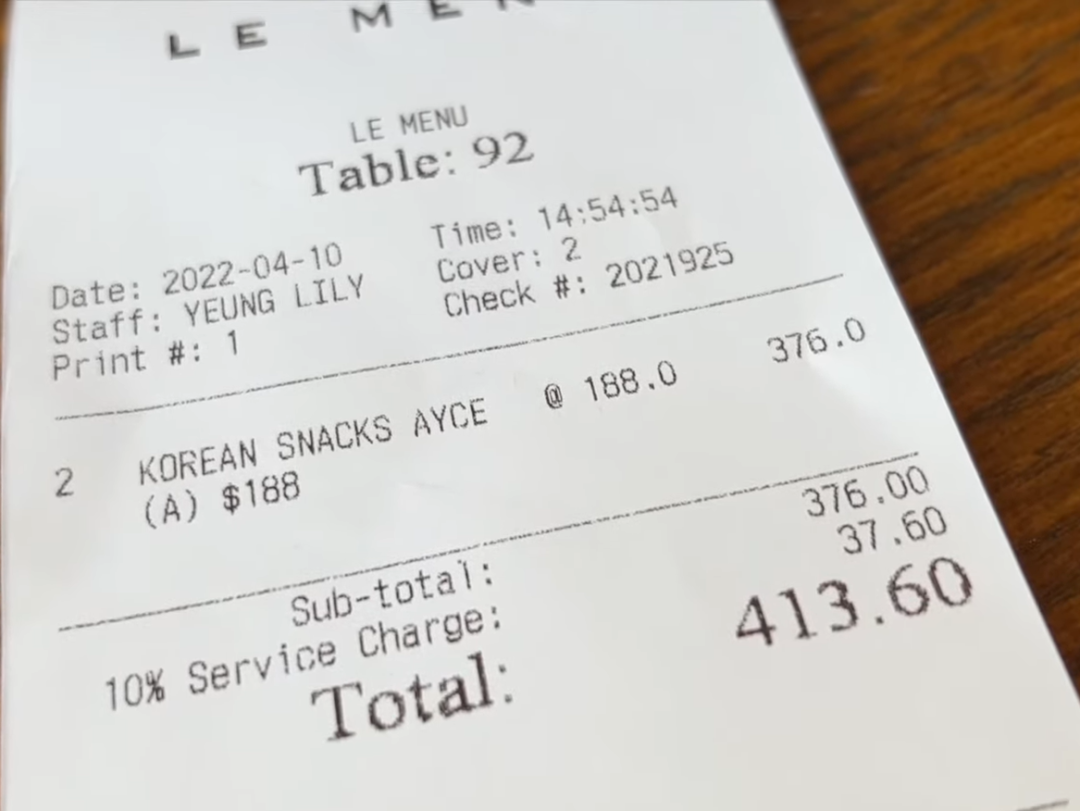 LE MEN
LE MENU
Table: 92
Date: 2022-04-10 Time: 14:54:54
Staff: YEUNG LILY Cover: 2
Print #: 1 Check #: 2021925
2 KOREAN SNACKS AYCE @ 188.0 376.0
(A) $188
Sub-total: 376.00
10% Service Charge: 37.60
Total: 413.60